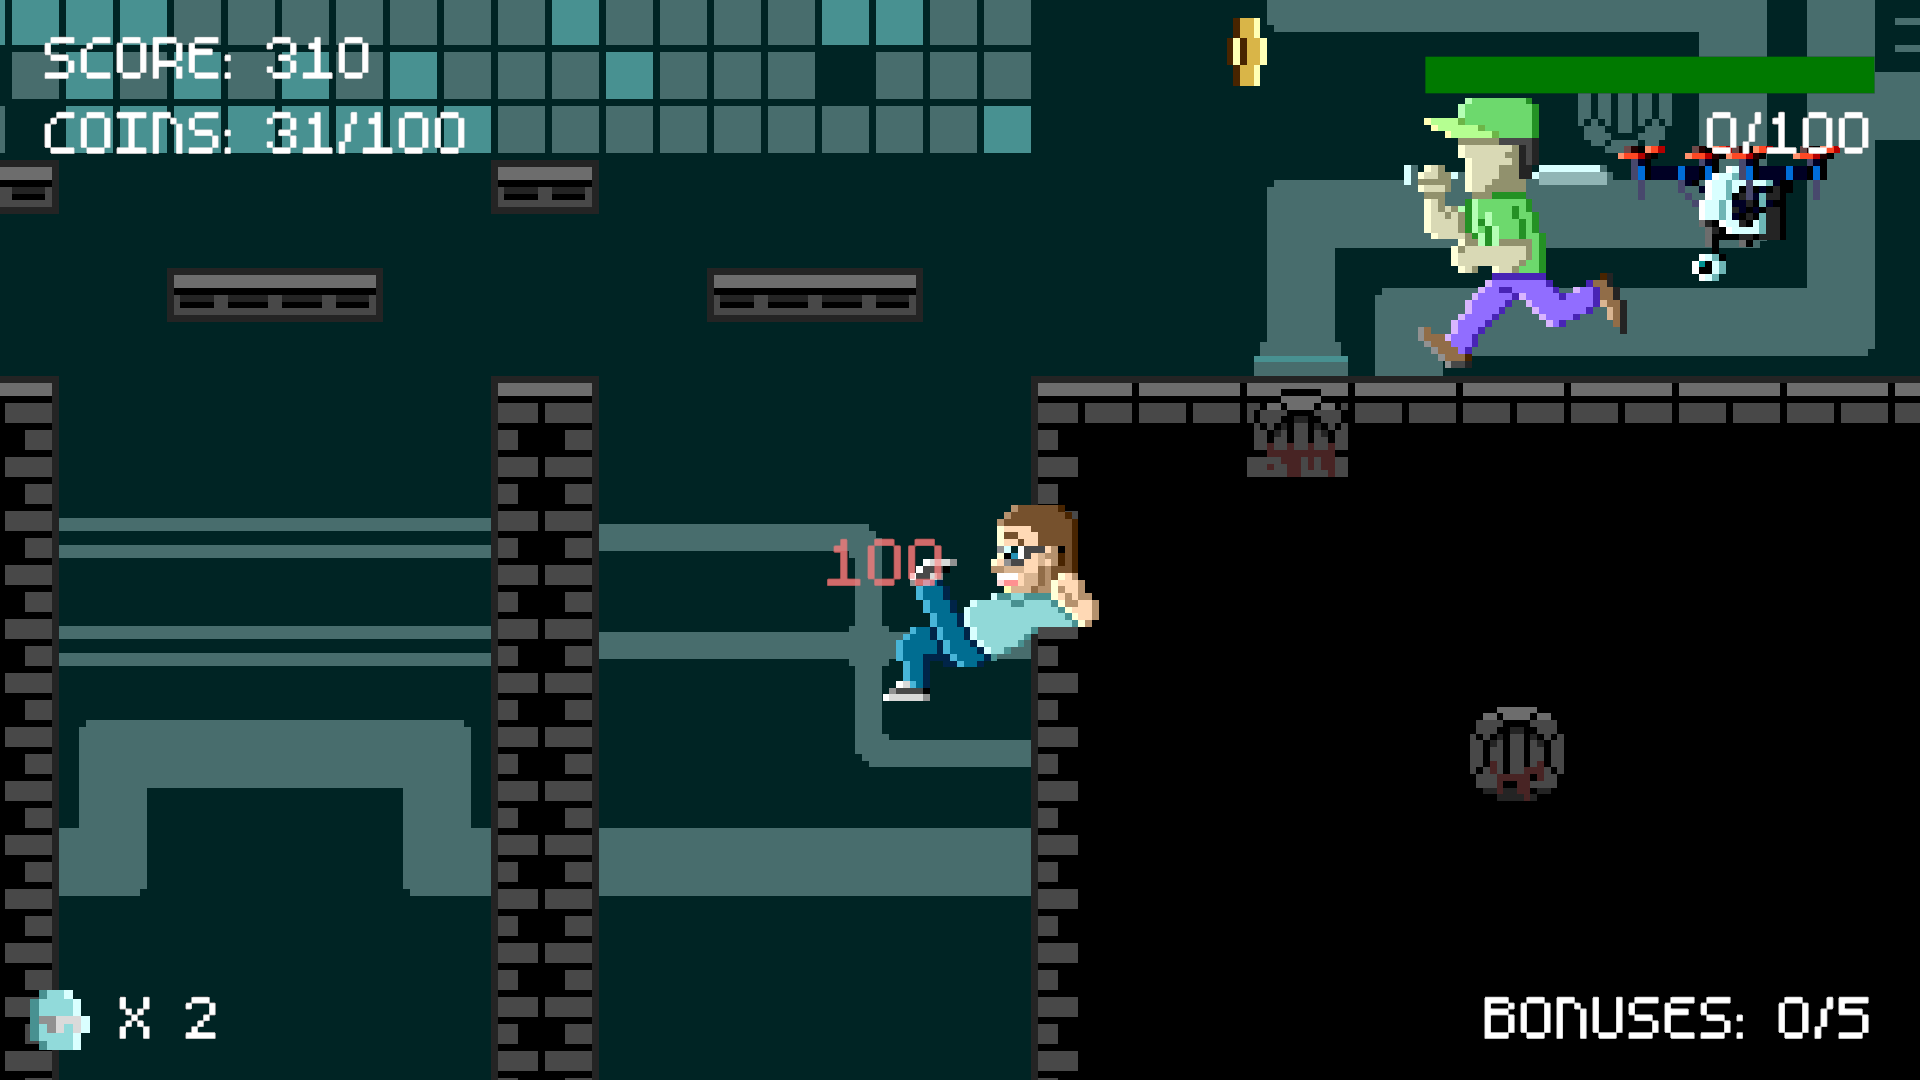 SCORE: 310
COINS: 31/100
0/100
100
X 2
BONUSES: 0/5